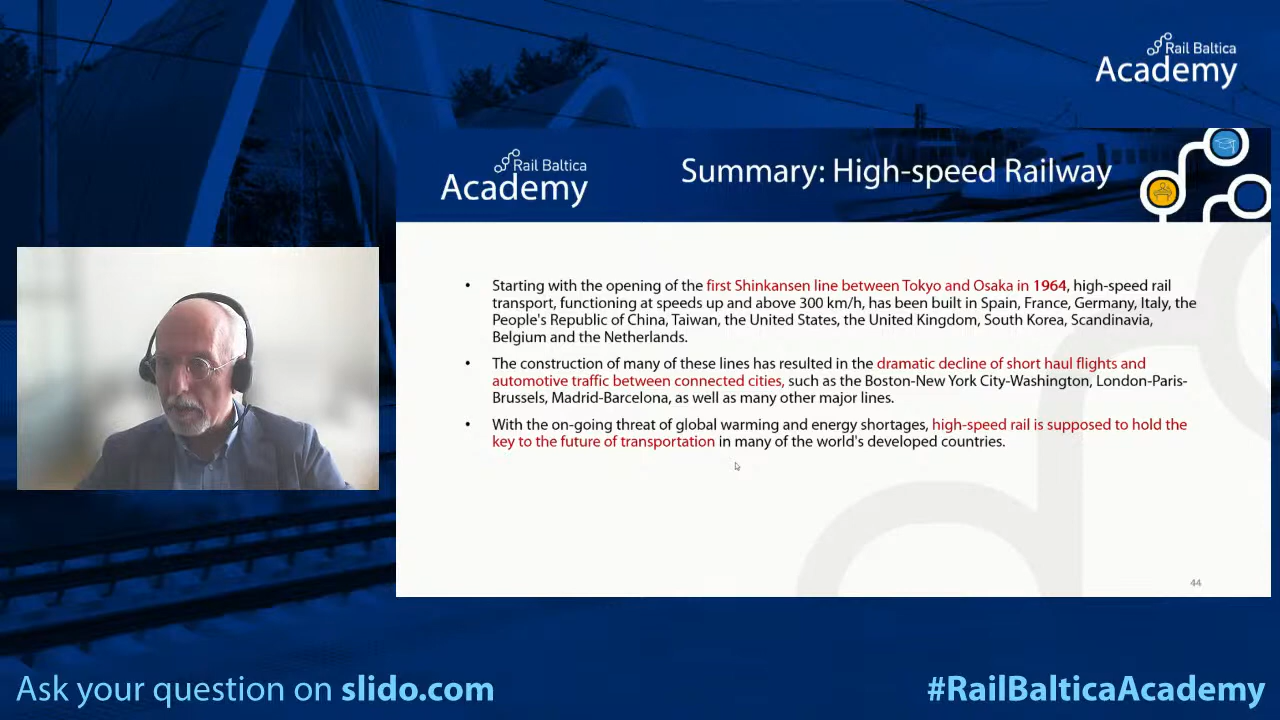 Rail Baltica
Academy
Rail Baltica
Academy
Summary: High-speed Railway
• Starting with the opening of the first Shinkansen line between Tokyo and Osaka in 1964, high-speed rail
transport, functioning at speeds up and above 300 km/h, has been built in Spain, France, Germany, Italy, the
People's Republic of China, Taiwan, the United States, the United Kingdom, South Korea, Scandinavia,
Belgium and the Netherlands.
• The construction of many of these lines has resulted in the dramatic decline of short haul flights and
automotive traffic between connected cities, such as the Boston-New York City-Washington, London-Paris-
Brussels, Madrid-Barcelona, as well as many other major lines.
• With the on-going threat of global warming and energy shortages, high-speed rail is supposed to hold the
key to the future of transportation in many of the world's developed countries.
44
Ask your question on slido.com
#RailBalticaAcademy